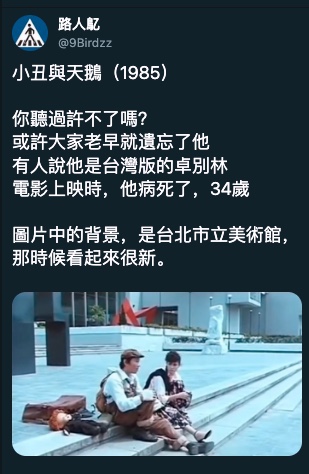 路人髦
@9Birdzz
小丑與天鵝（1985）
你聽過許不了嗎?
或許大家老早就遺忘了他
有人說他是台灣版的卓別林
電影上映時，他病死了，34歲
圖片中的背景，是台北市立美術館，
那時候看起來很新。